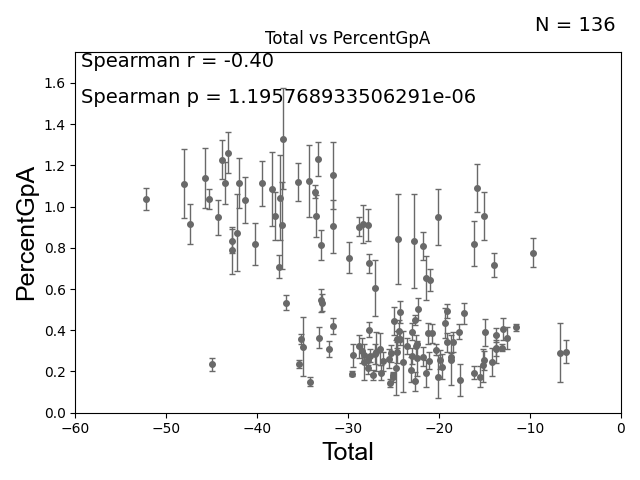 N = 136
Total vs PercentGpA
Spearman r = -0.40
Spearman p = 1.195768933506291e-06
1.6
1.4
1.2
1.0
0.8
0.6
0.4
0.2
0.0
PercentGpA
−60 −50 −40 −30 −20 −10 0
Total